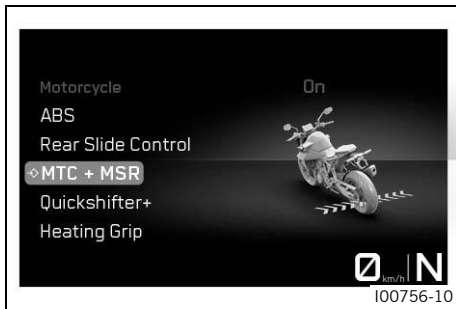 Motorcycle On
ABS
Rear Slide Control
MTC + MSR
Quickshifter+
Heating Grip
0 km/h N
I00756-10